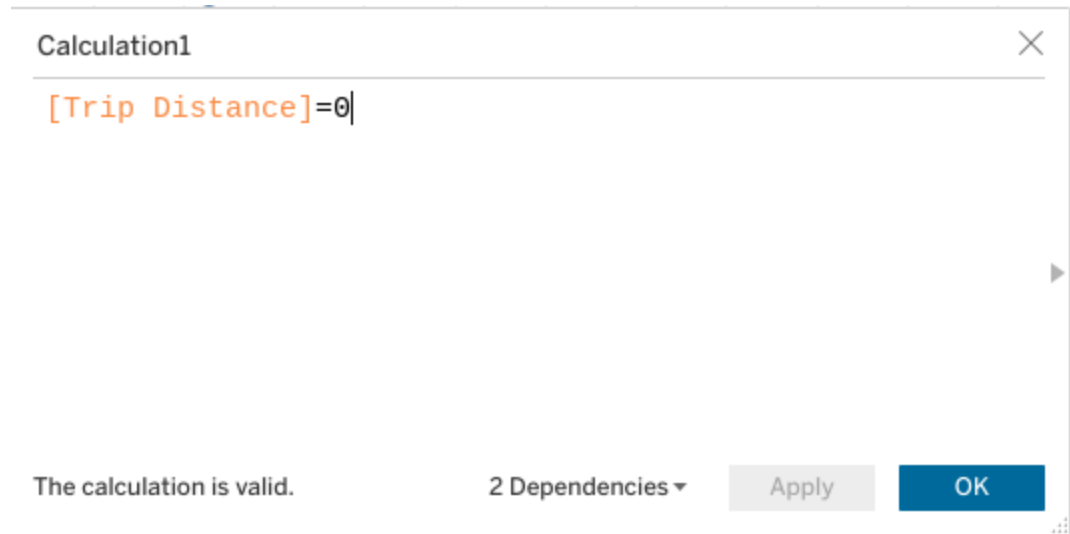 Calculation1
[Trip Distance]=0
The calculation is valid.
2 Dependencies
Apply
OK